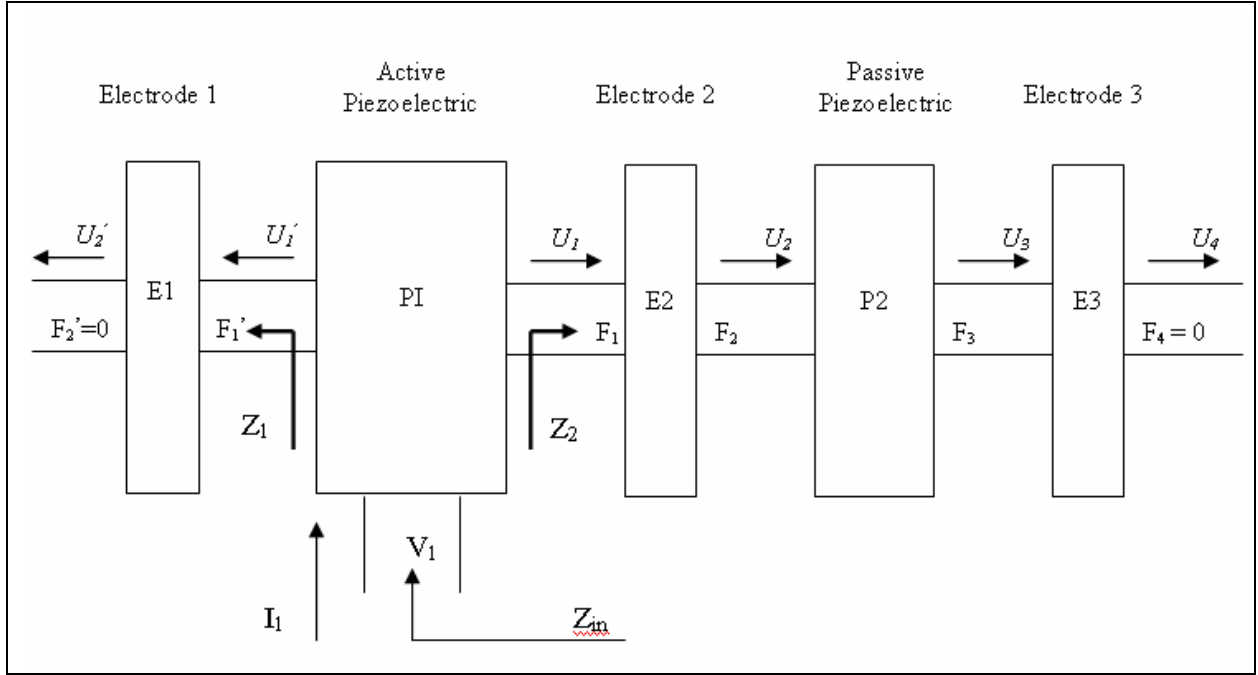 Electrode 1
Active
Piezoelectric
Electrode 2
Passive
Piezoelectric
Electrode 3
U₂´
U₁´
U₁
U₂
U₃
U₄
E1
PI
E2
P2
E3
F₂’=0
F₁’
F₁
F₂
F₃
F₄ = 0
Z₁
Z₂
V₁
I₁
Zin